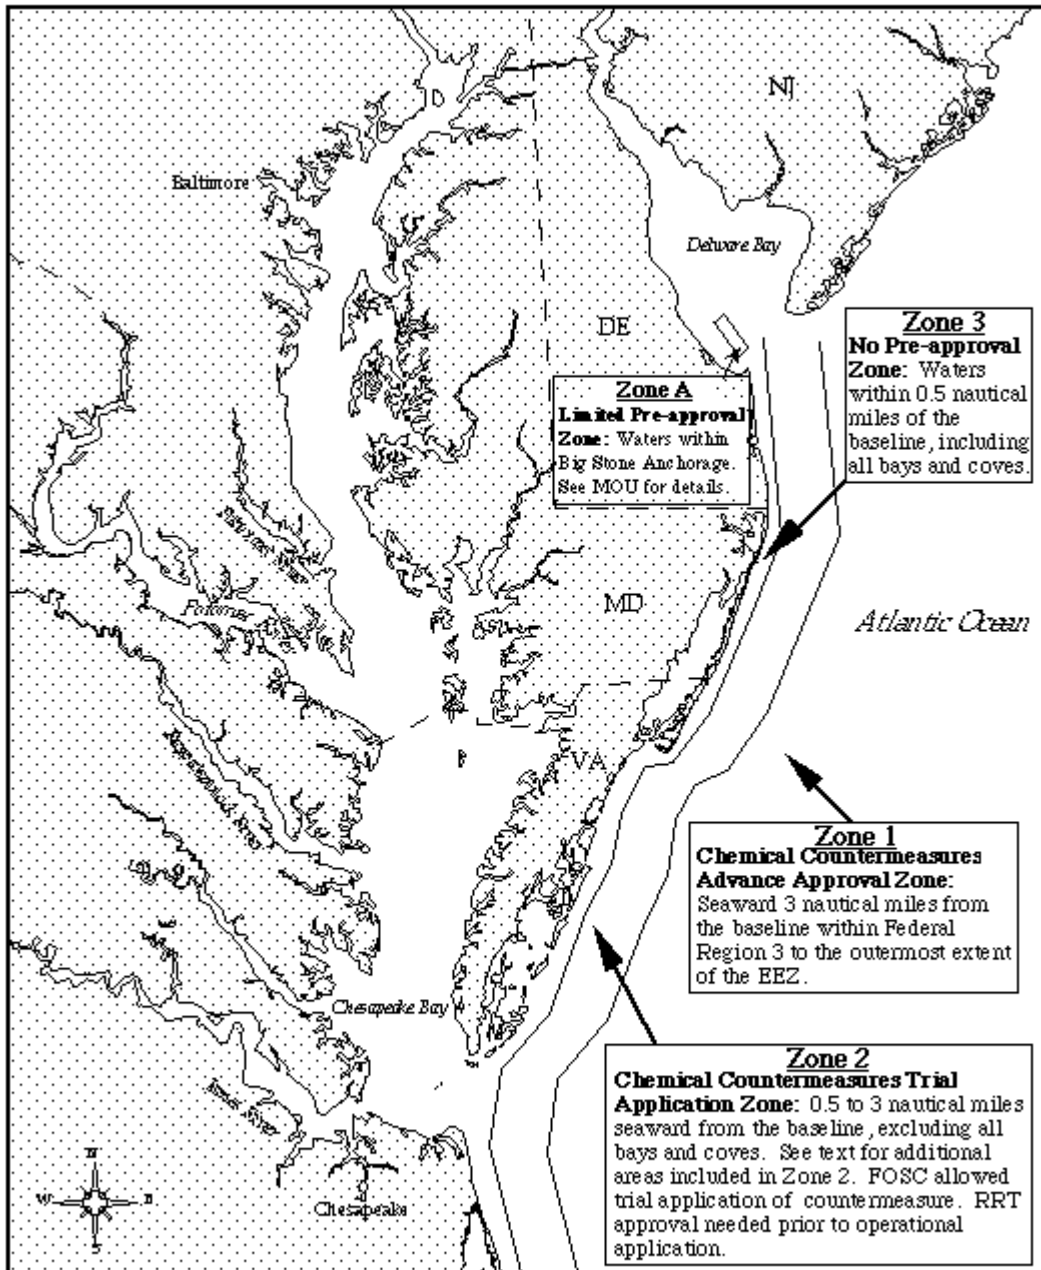 NJ
Baltimore
Delware Bay
DE
Zone 3
No Pre-approval
Zone: Waters
within 0.5 nautical
miles of the
baseline, including
all bays and coves.
Zone A
Limited Pre-approval
Zone: Waters within
Big Stone Anchorage.
See MOU for details.
Patuxent River
Potomac
MD
Atlantic Ocean
VA
Rappahannock River
Zone 1
Chemical Countermeasures
Advance Approval Zone:
Seaward 3 nautical miles from
the baseline within Federal
Region 3 to the outermost extent
of the EEZ.
Chesapeake Bay
Zone 2
Chemical Countermeasures Trial
Application Zone: 0.5 to 3 nautical miles
seaward from the baseline, excluding all
bays and coves. See text for additional
areas included in Zone 2. FOSC allowed
trial application of countermeasure. RRT
approval needed prior to operational
application.
James River
Chesapeake
N
W E
S